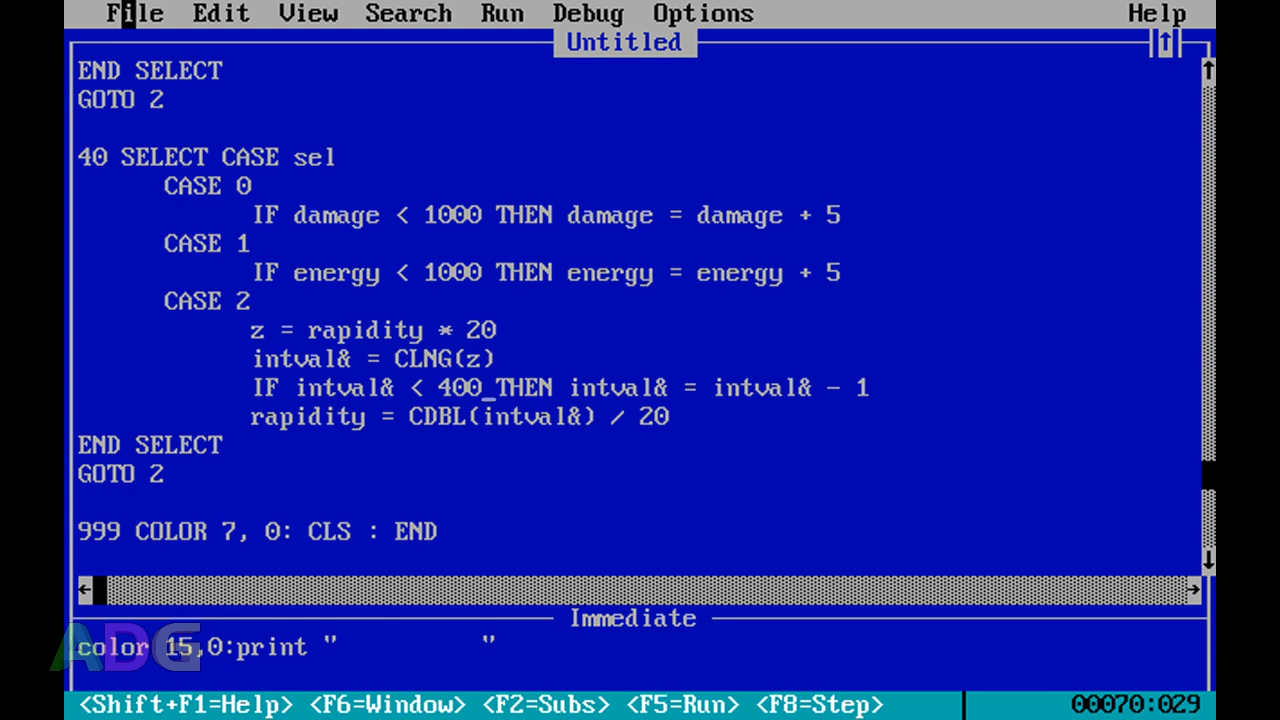 File Edit View Search Run Debug Options Help
Untitled
END SELECT
GOTO 2
40 SELECT CASE sel
CASE 0
IF damage < 1000 THEN damage = damage + 5
CASE 1
IF energy < 1000 THEN energy = energy + 5
CASE 2
z = rapidity * 20
intval& = CLNG(z)
IF intval& < 400_THEN intval& = intval& - 1
rapidity = CDBL(intval&) / 20
END SELECT
GOTO 2
999 COLOR 7, 0: CLS : END
Immediate
color 15,0:print "           "
ADG
<Shift+F1=Help> <F6=Window> <F2=Subs> <F5=Run> <F8=Step> 00070:029